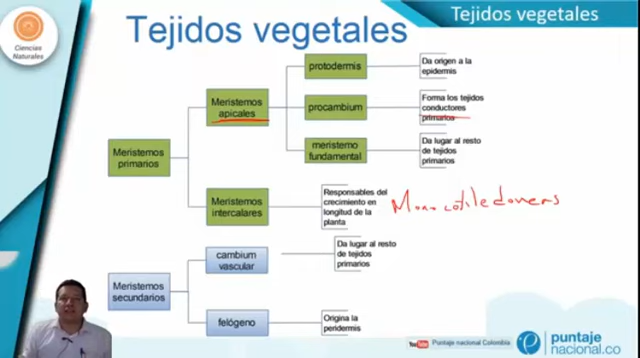 Tejidos vegetales
Ciencias
Naturales
Tejidos vegetales
Meristemos
primarios
Meristemos
apicales
protodermis
Da origen a la
epidermis
procambium
Forma los tejidos
conductores
primarios
meristemo
fundamental
Da lugar al resto
de tejidos
primarios
Meristemos
intercalares
Responsables del
crecimiento en
longitud de la
planta
Monocotiledoneas
Meristemos
secundarios
cambium
vascular
Da lugar al resto
de tejidos
primarios
felógeno
Origina la
peridermis
YouTube Puntaje nacional Colombia
puntaje
nacional.co